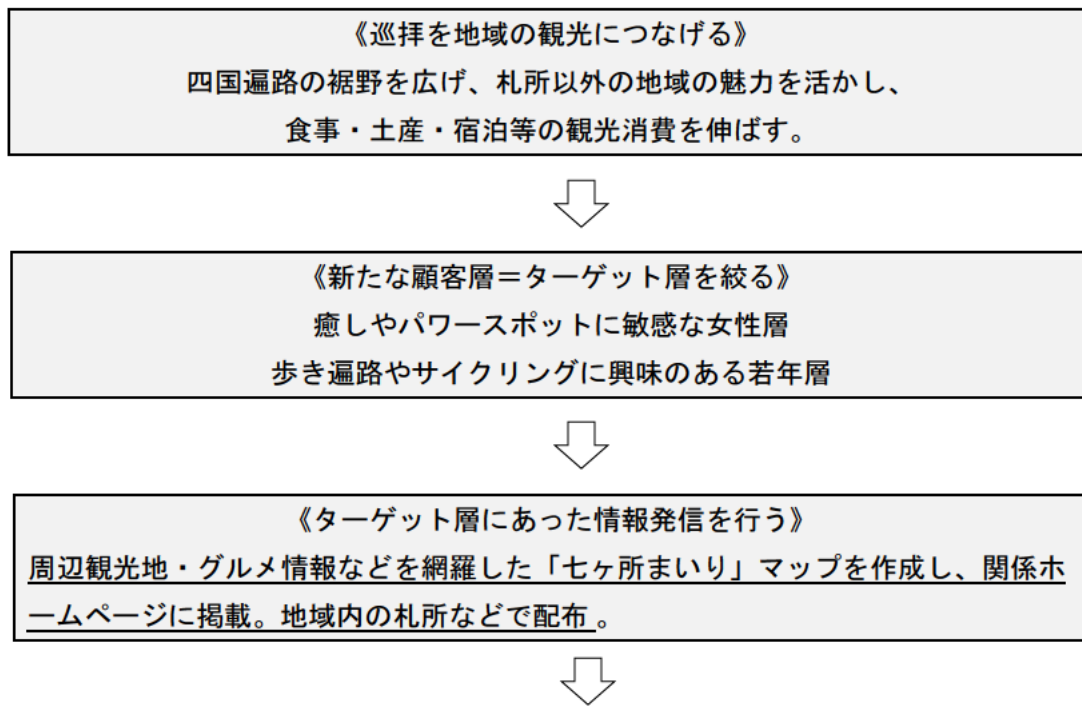 《巡拝を地域の観光につなげる》
四国遍路の裾野を広げ、札所以外の地域の魅力を活かし、
食事・土産・宿泊等の観光消費を伸ばす。
《新たな顧客層＝ターゲット層を絞る》
癒しやパワースポットに敏感な女性層
歩き遍路やサイクリングに興味のある若年層
《ターゲット層にあった情報発信を行う》
周辺観光地・グルメ情報などを網羅した「七ヶ所まいり」マップを作成し、関係ホ
ームページに掲載。地域内の札所などで配布 。